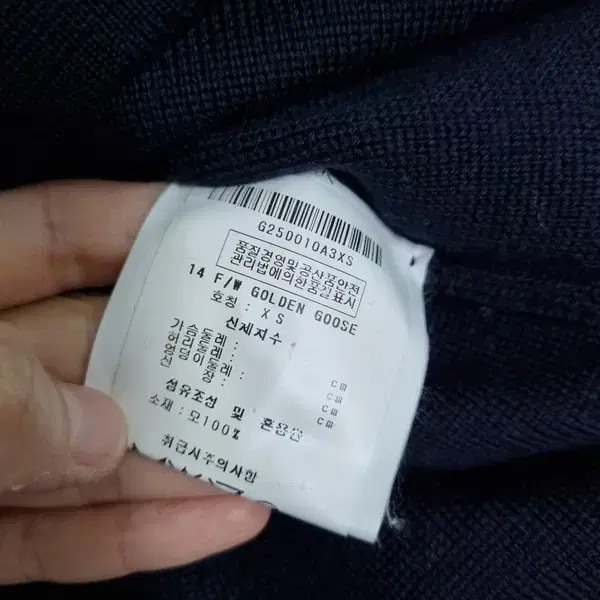 G25D010A3XS
품질경영및공산품안전
관리법에의한품질표시
14 F/W GOLDEN GOOSE
호칭 : XS
신체치수
가슴둘레 : cm
허리둘레 : cm
엉덩이둘레 : cm
신장 : cm
섬유조성 및 혼용율
소재 : 모100%
취급시주의사항